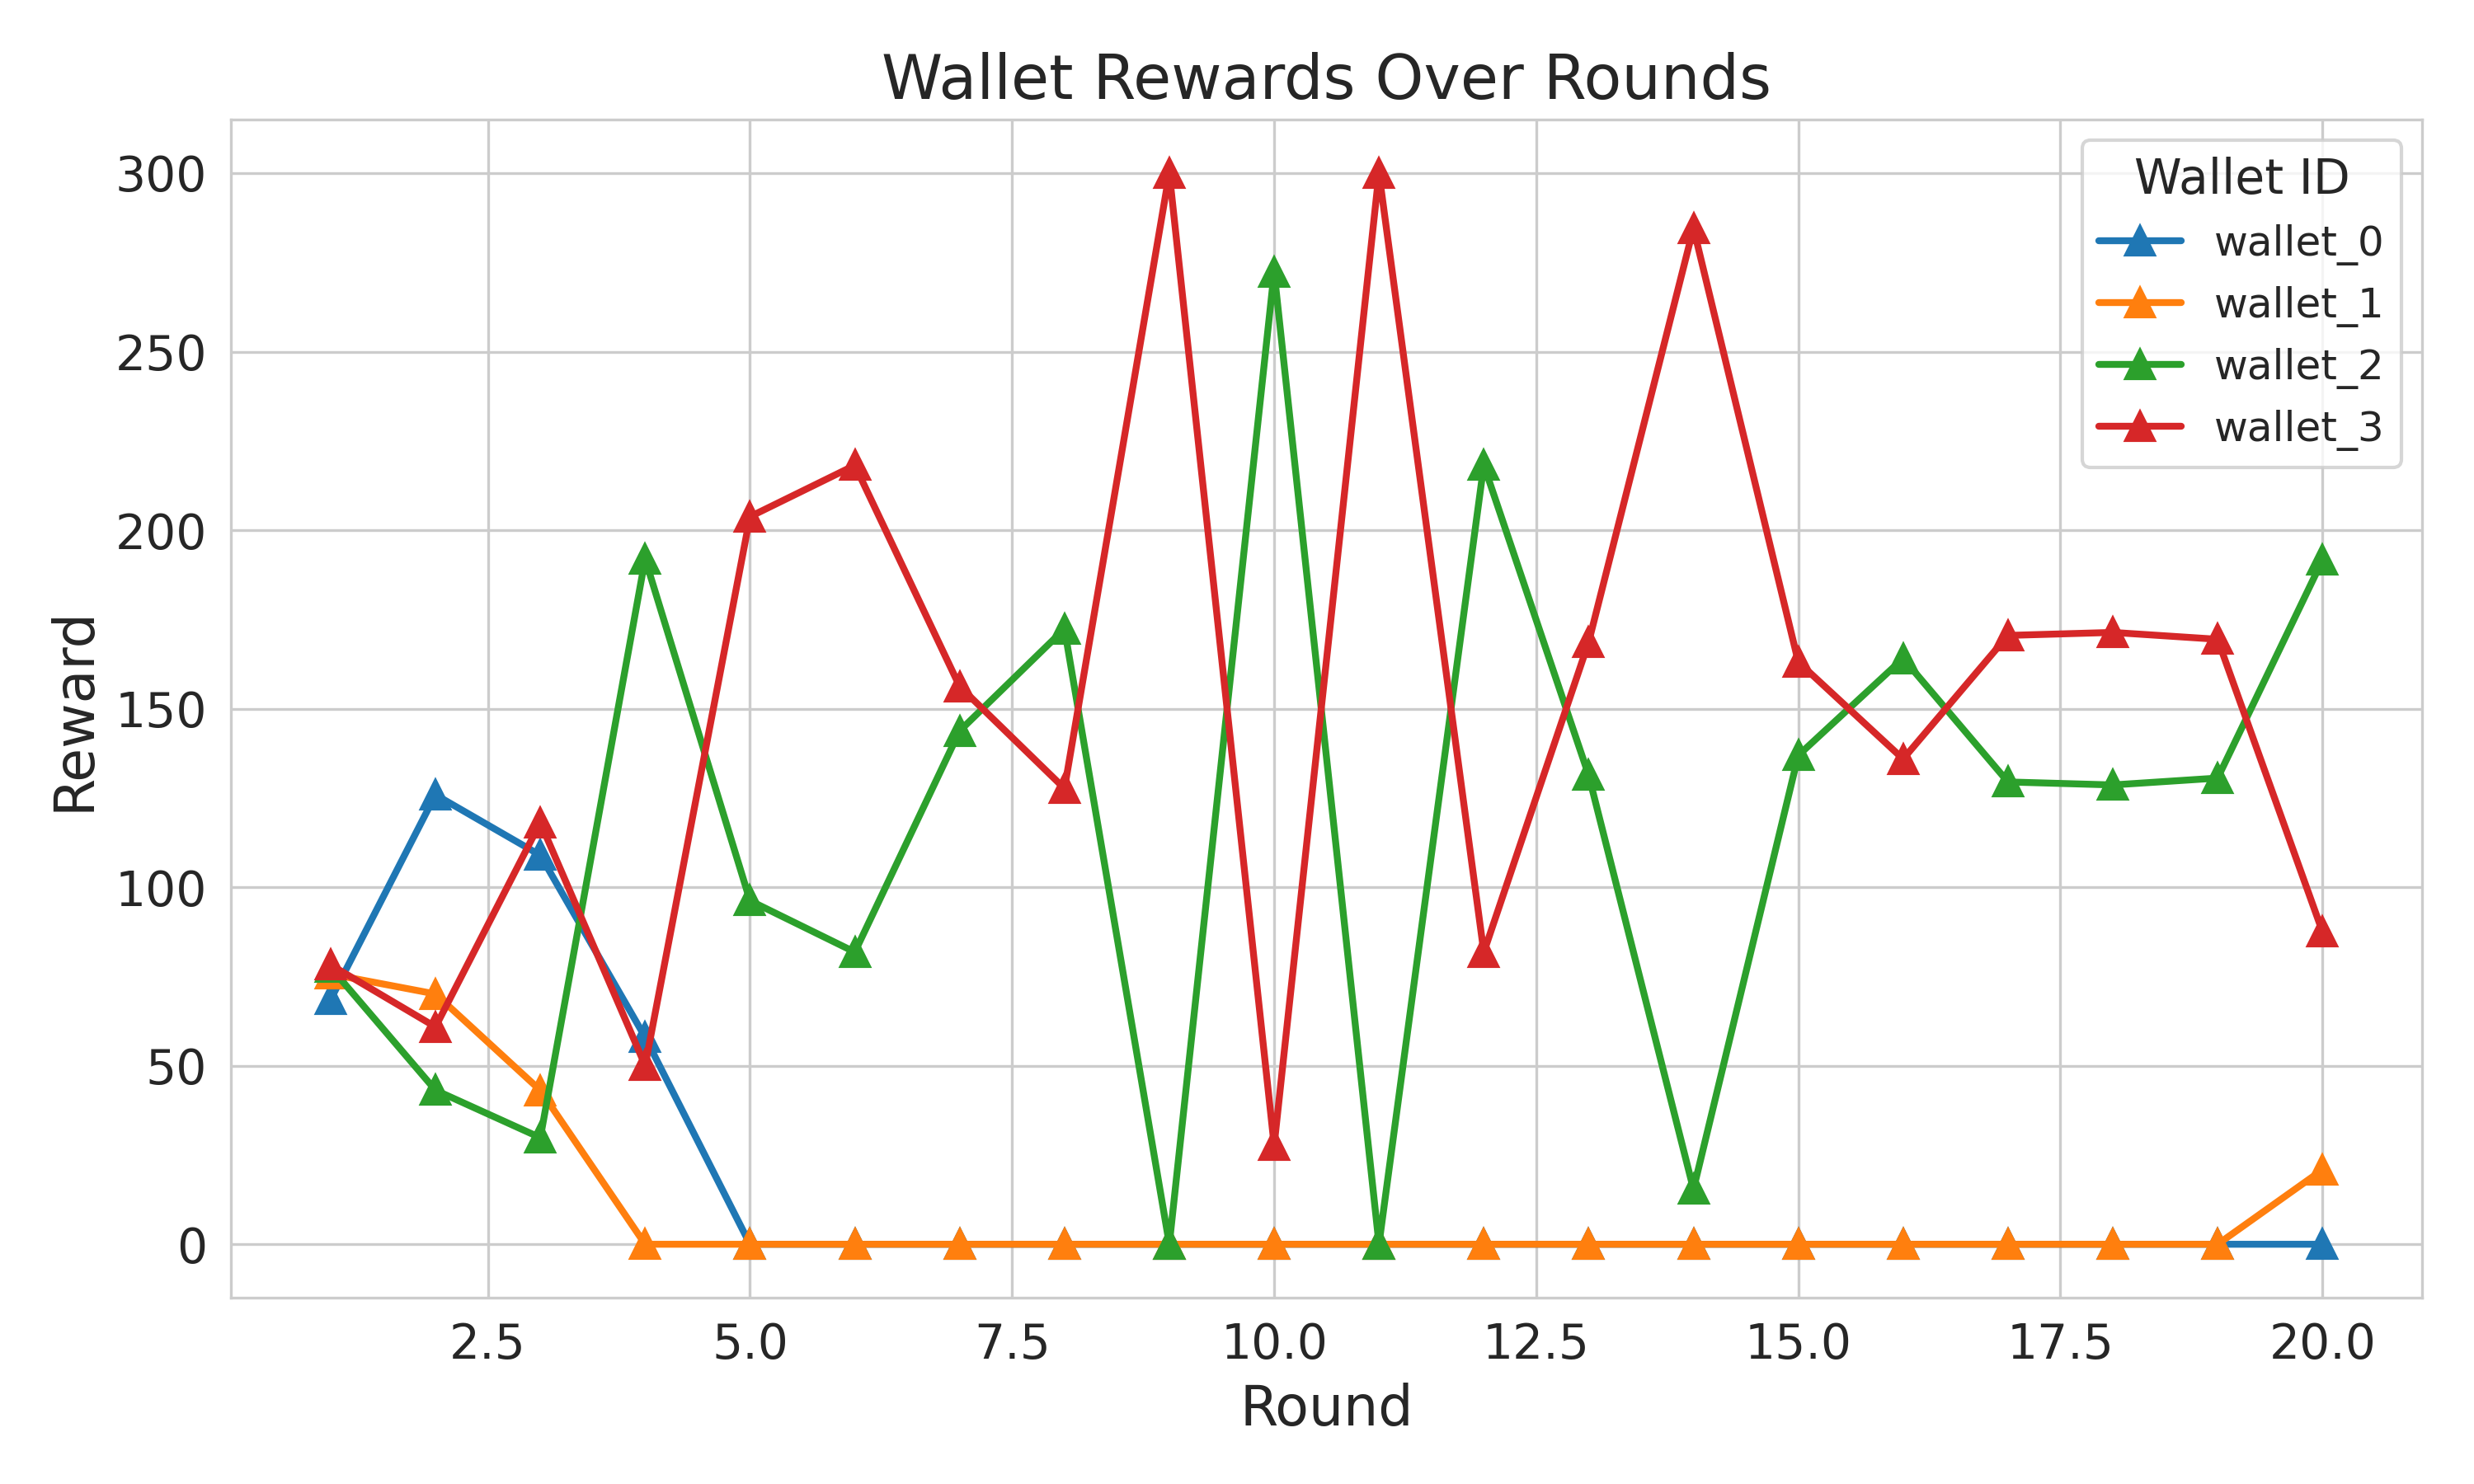 Wallet Rewards Over Rounds
Wallet ID
wallet_0
wallet_1
wallet_2
wallet_3
300
250
200
150
100
50
0
Reward
2.5 5.0 7.5 10.0 12.5 15.0 17.5 20.0
Round